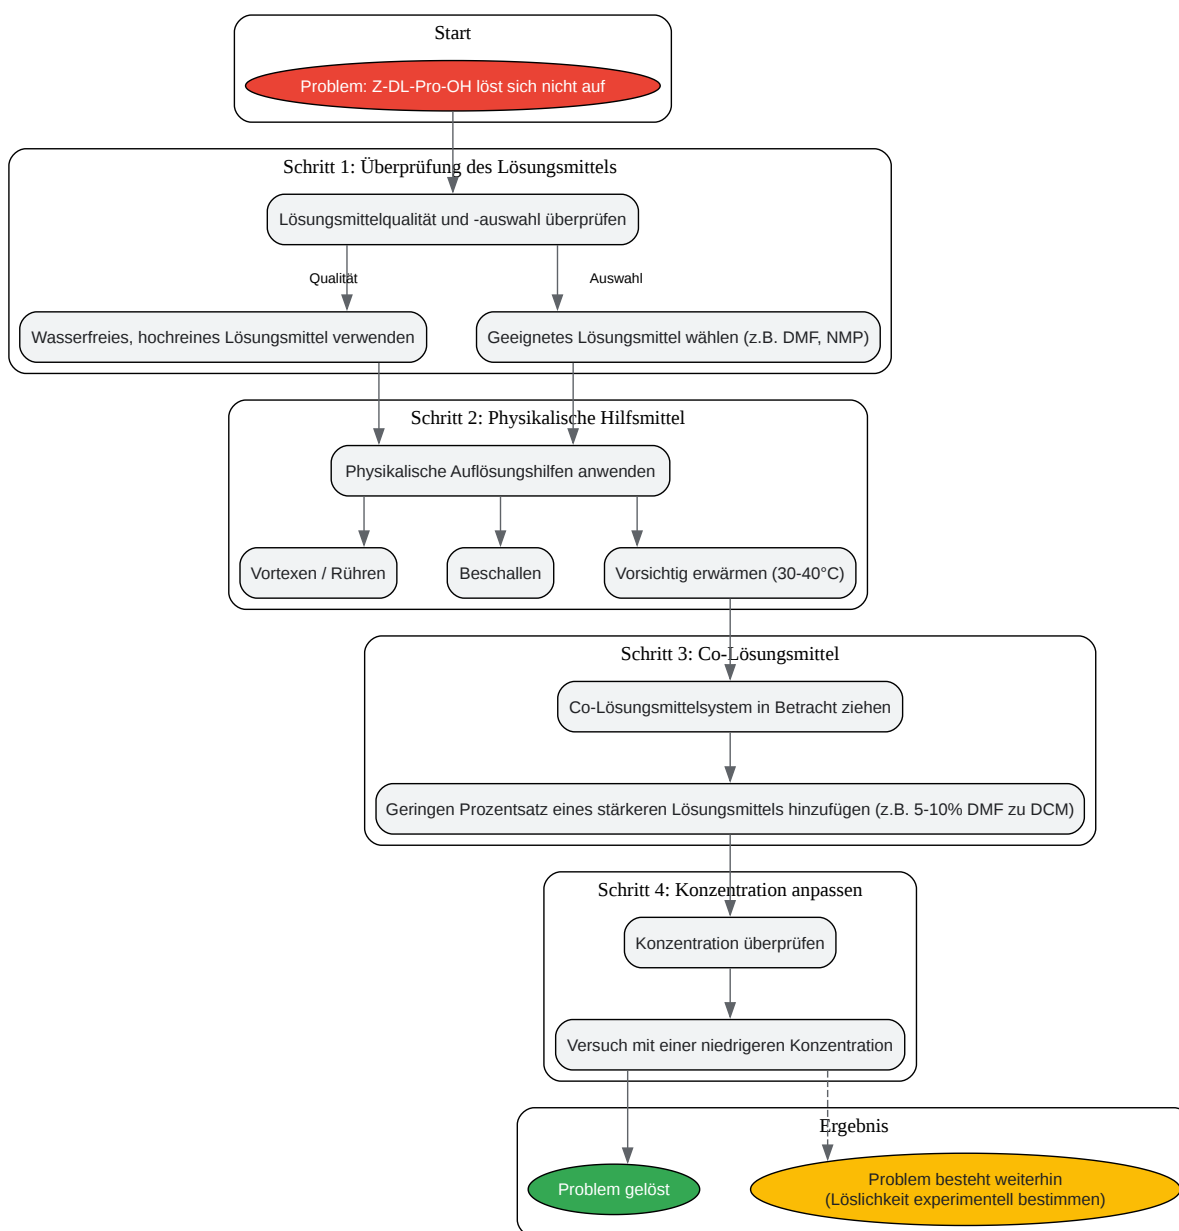 Start
Problem: Z-DL-Pro-OH löst sich nicht auf
Schritt 1: Überprüfung des Lösungsmittels
Lösungsmittelqualität und -auswahl überprüfen
Qualität
Auswahl
Wasserfreies, hochreines Lösungsmittel verwenden
Geeignetes Lösungsmittel wählen (z.B. DMF, NMP)
Schritt 2: Physikalische Hilfsmittel
Physikalische Auflösungshilfen anwenden
Vortexen / Rühren
Beschallen
Vorsichtig erwärmen (30-40°C)
Schritt 3: Co-Lösungsmittel
Co-Lösungsmittelsystem in Betracht ziehen
Geringen Prozentsatz eines stärkeren Lösungsmittels hinzufügen (z.B. 5-10% DMF zu DCM)
Schritt 4: Konzentration anpassen
Konzentration überprüfen
Versuch mit einer niedrigeren Konzentration
Ergebnis
Problem gelöst
Problem besteht weiterhin
(Löslichkeit experimentell bestimmen)